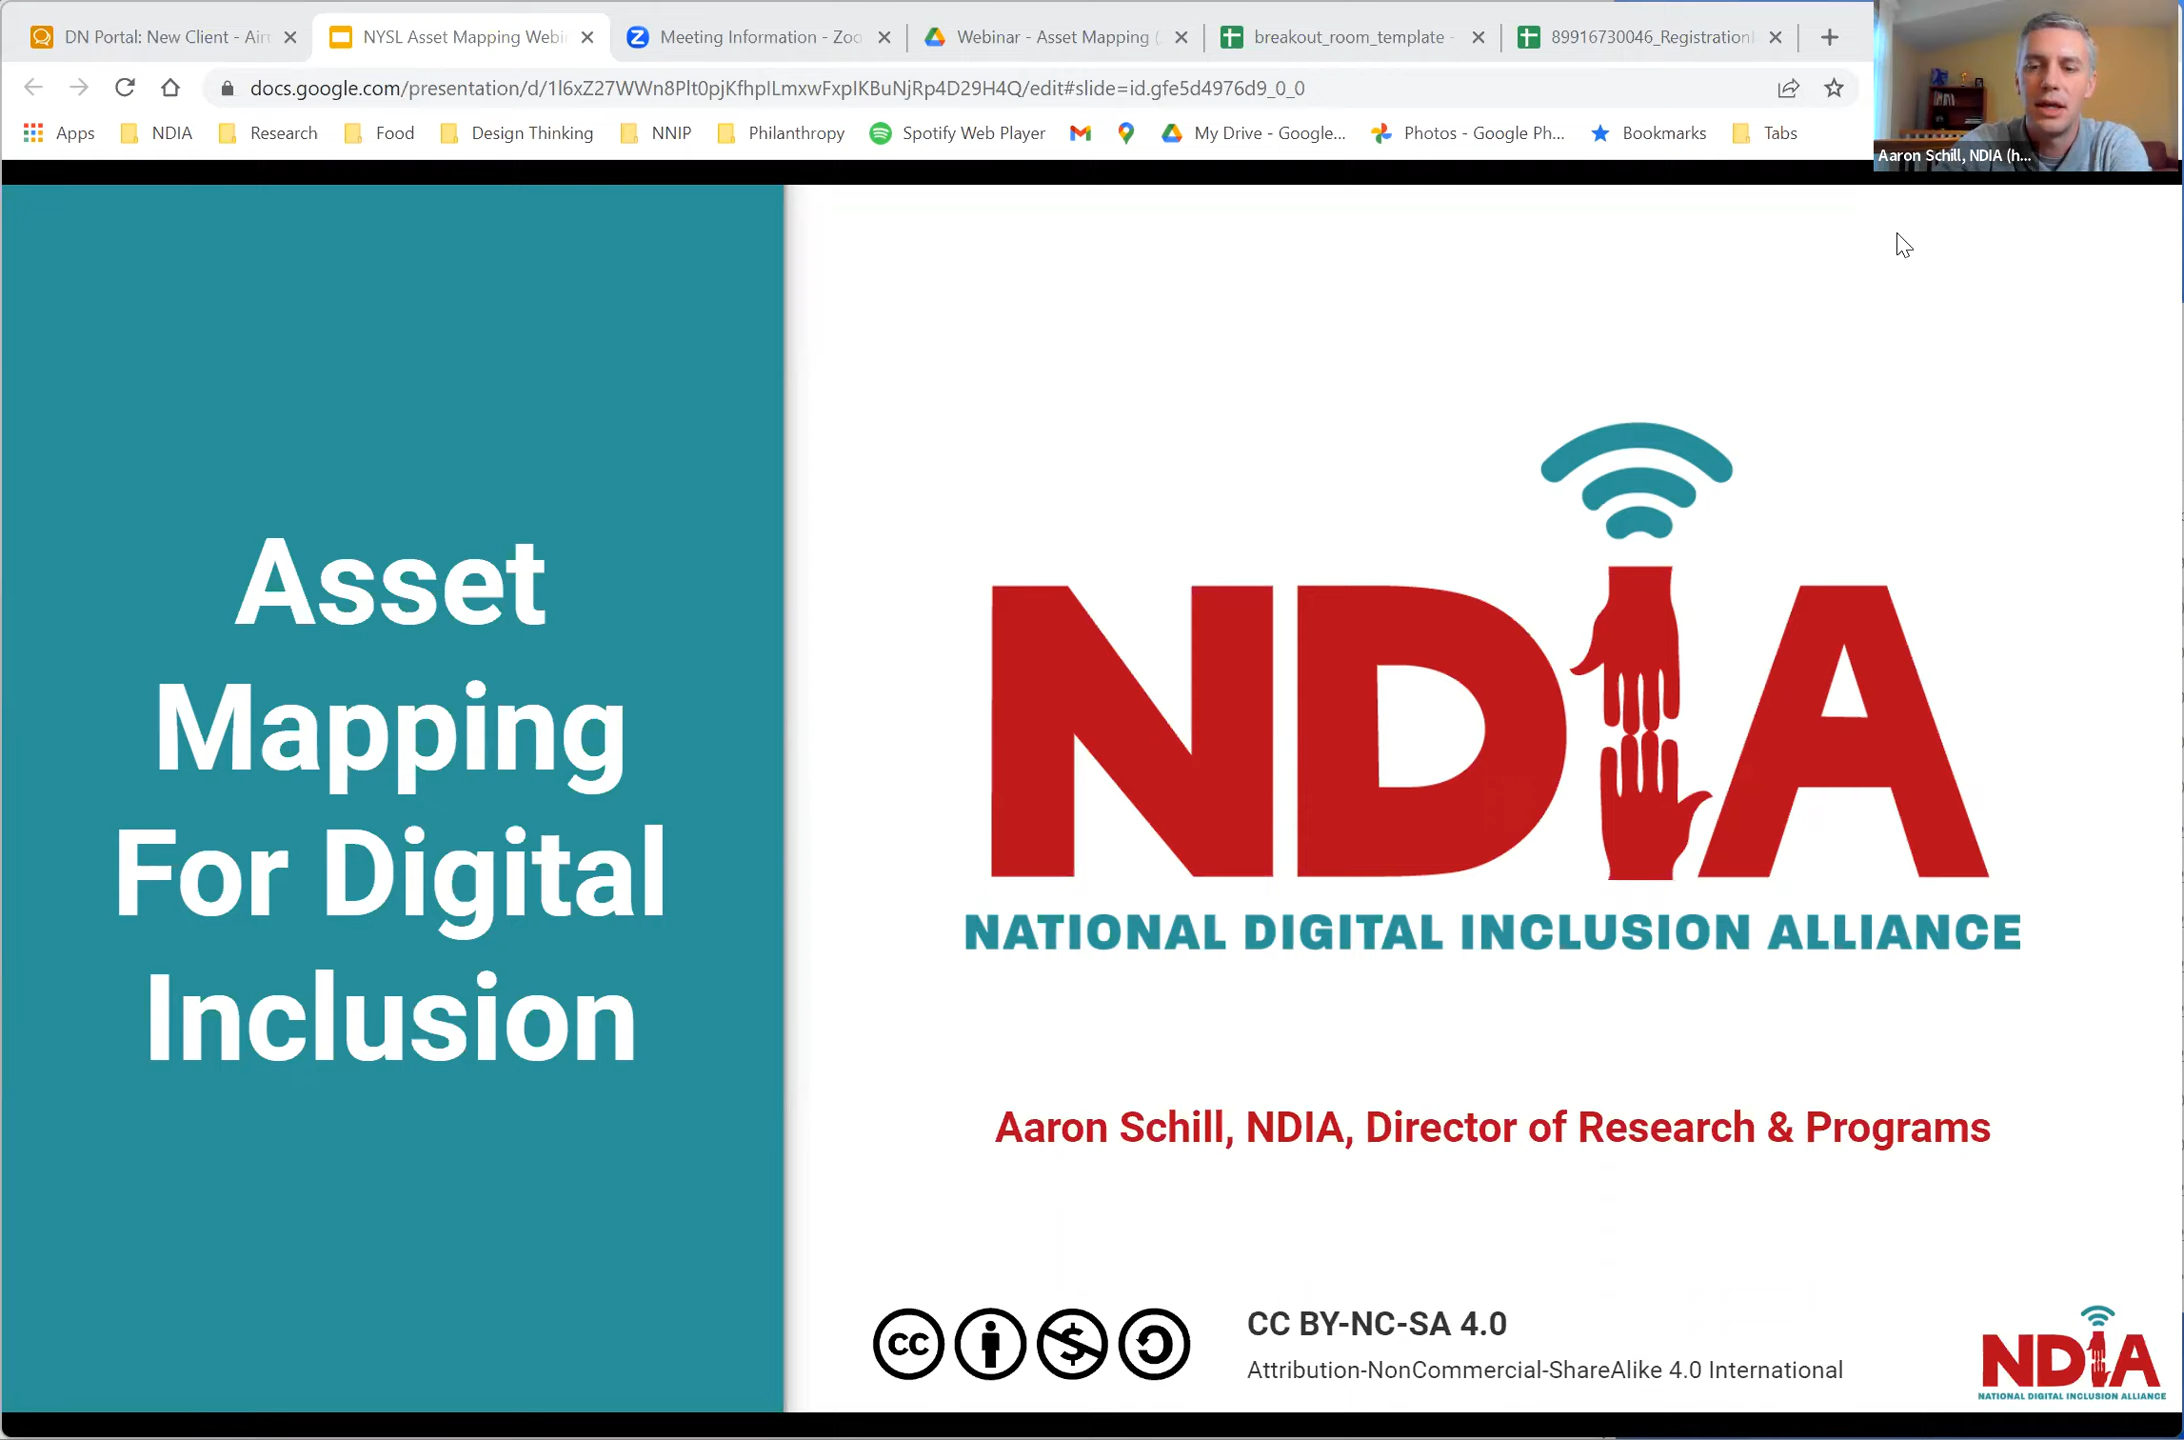 DN Portal: New Client - Airt
NYSL Asset Mapping Webi
Meeting Information - Zoo
Webinar - Asset Mapping (
breakout_room_template -
89916730046_Registration
docs.google.com/presentation/d/1l6xZ27WWn8Plt0pjKfhpILmxwFxpIKBuNjRp4D29H4Q/edit#slide=id.gfe5d4976d9_0_0
Apps
NDIA
Research
Food
Design Thinking
NNIP
Philanthropy
Spotify Web Player
My Drive - Google...
Photos - Google Ph...
Bookmarks
Tabs
Aaron Schill, NDIA (h...
Asset
Mapping
For Digital
Inclusion
NDIA
NATIONAL DIGITAL INCLUSION ALLIANCE
Aaron Schill, NDIA, Director of Research & Programs
cc
CC BY-NC-SA 4.0
Attribution-NonCommercial-ShareAlike 4.0 International
NDIA
NATIONAL DIGITAL INCLUSION ALLIANCE